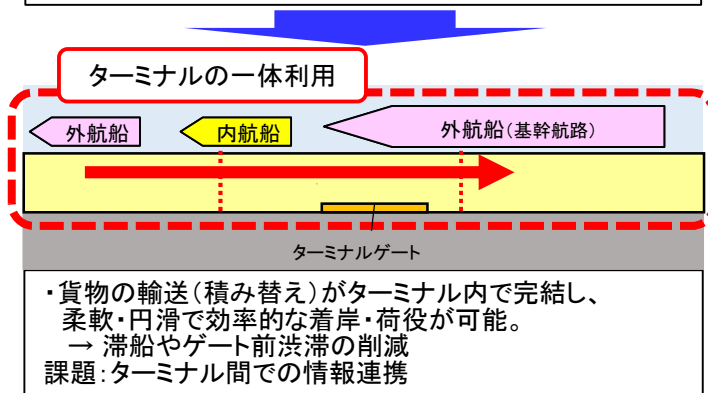 ターミナルの一体利用
外航船
内航船
外航船(基幹航路)
ターミナルゲート
・貨物の輸送(積み替え)がターミナル内で完結し、
柔軟・円滑で効率的な着岸・荷役が可能。
→ 滞船やゲート前渋滞の削減
課題:ターミナル間での情報連携